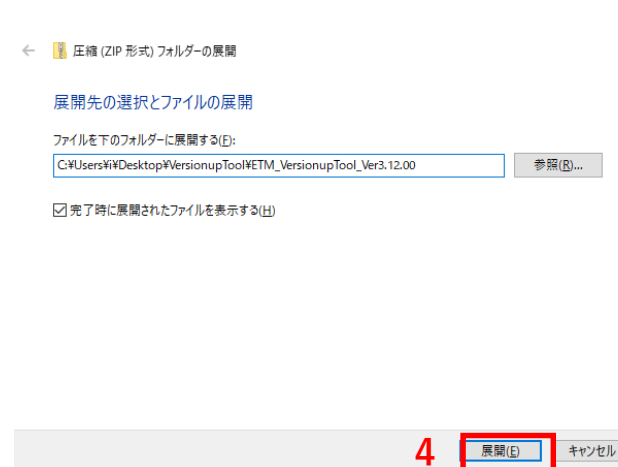 圧縮 (ZIP 形式) フォルダーの展開
展開先の選択とファイルの展開
ファイルを下のフォルダーに展開する(F):
C:¥Users¥i¥Desktop¥VersionupTool¥ETM_VersionupTool_Ver3.12.00
参照(R)...
完了時に展開されたファイルを表示する(H)
4
展開(E)
キャンセル